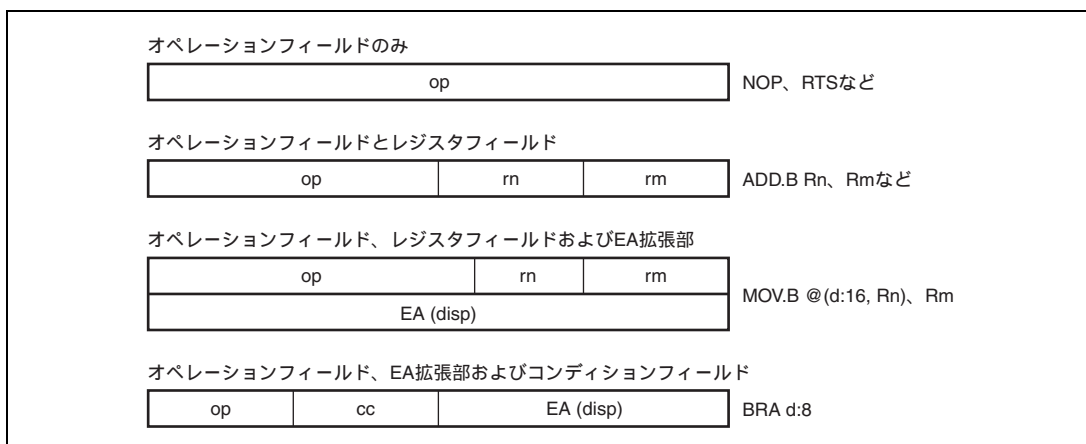 オペレーションフィールドのみ
op NOP、RTSなど
オペレーションフィールドとレジスタフィールド
op rn rm ADD.B Rn、Rmなど
オペレーションフィールド、レジスタフィールドおよびEA拡張部
op rn rm
EA (disp)
MOV.B @(d:16, Rn)、Rm
オペレーションフィールド、EA拡張部およびコンディションフィールド
op cc EA (disp) BRA d:8